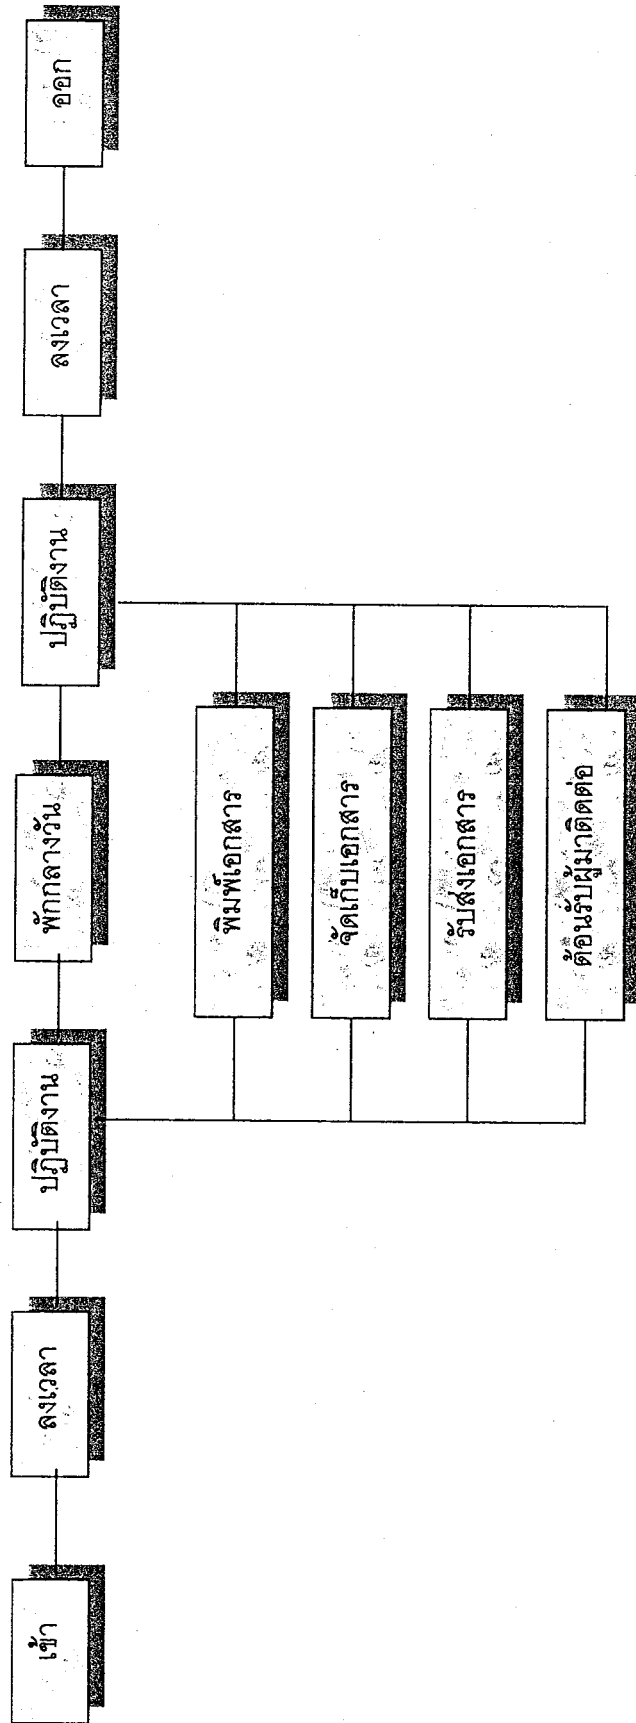 เข้า
ลงเวลา
ปฏิบัติงาน
พักกลางวัน
ปฏิบัติงาน
ลงเวลา
ออก
พิมพ์เอกสาร
จัดเก็บเอกสาร
รับส่งเอกสาร
ต้อนรับผู้มาติดต่อ